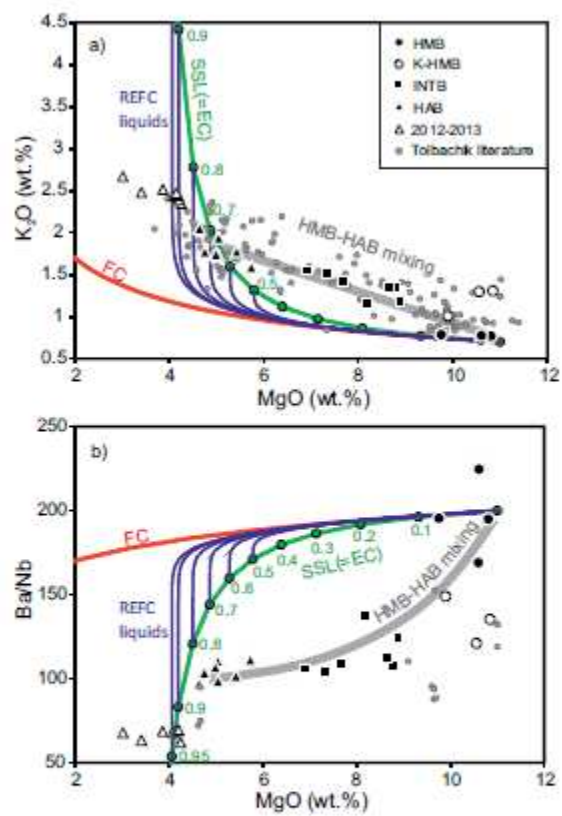 a)
4.5
4
3.5
3
2.5
2
1.5
1
0.5
K₂O (wt.%)
0.9
SSL(=EC)
REFC
liquids
0.8
0.7
0.5
FC
HMB-HAB mixing
HMB
K-HMB
INTB
HAB
2012-2013
Tolbachik literature
2 4 6 8 10 12
MgO (wt.%)
b)
250
200
150
100
50
Ba/Nb
FC
REFC
liquids
0.1
0.2
0.3
0.4
0.5
0.6
0.7
0.8
0.9
0.95
SSL(=EC)
HMB-HAB mixing
2 4 6 8 10 12
MgO (wt.%)